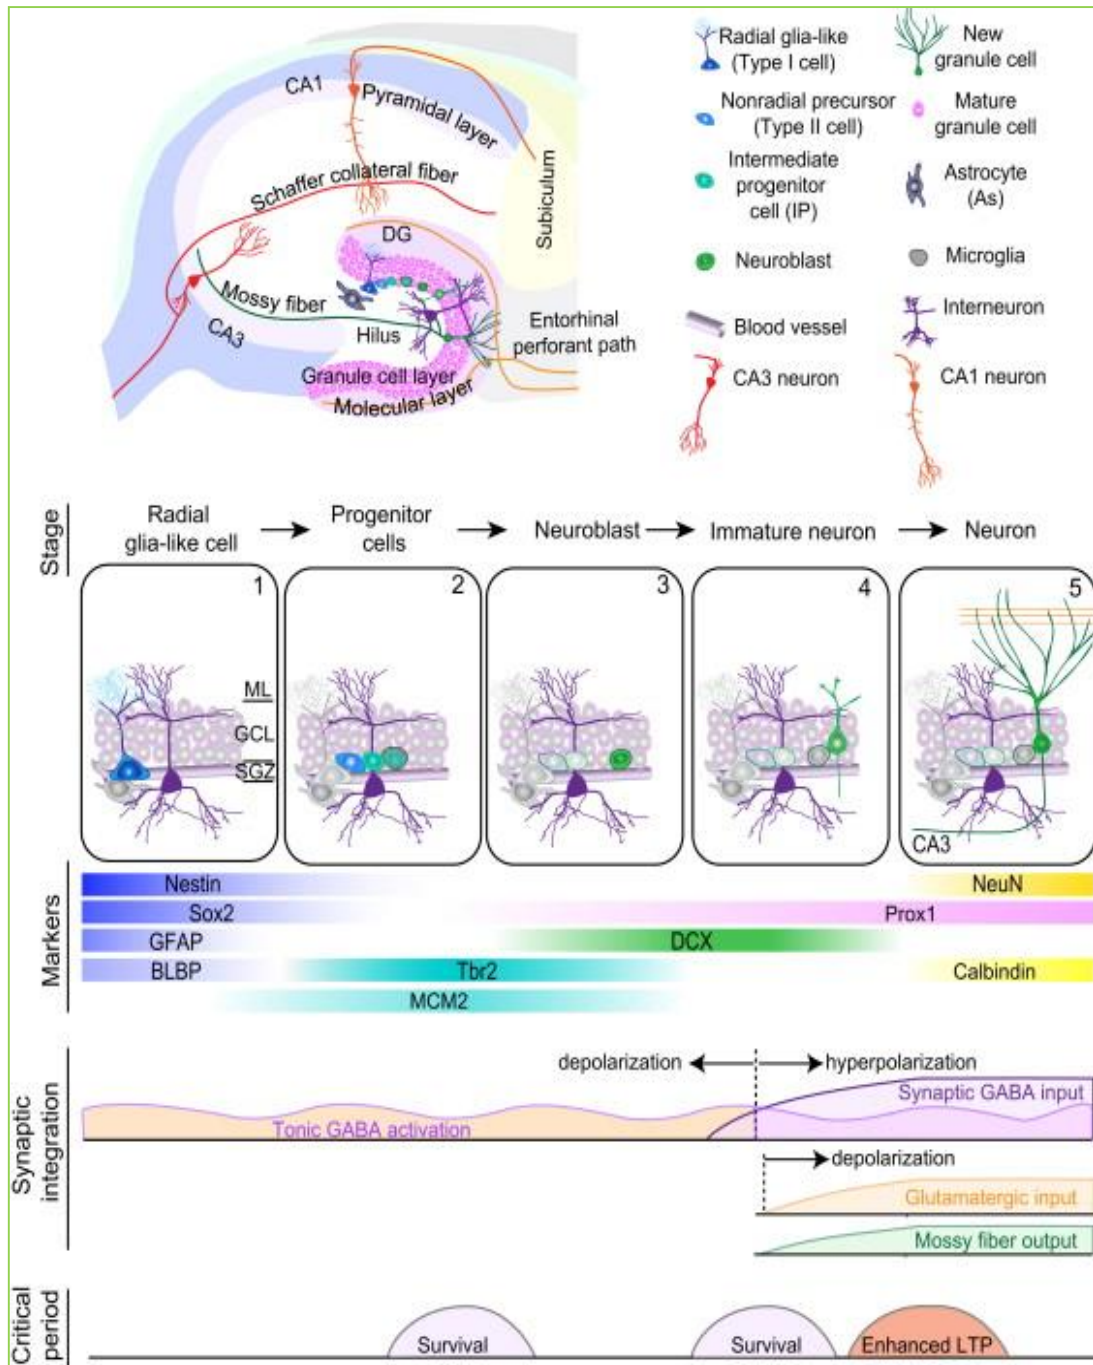 CA1
Pyramidal layer
Schaffer collateral fiber
Subiculum
DG
Mossy fiber
CA3
Hilus
Entorhinal
perforant path
Granule cell layer
Molecular layer
Radial glia-like
(Type I cell)
New
granule cell
Nonradial precursor
(Type II cell)
Mature
granule cell
Intermediate
progenitor
cell (IP)
Astrocyte
(As)
Neuroblast
Microglia
Blood vessel
Interneuron
CA3 neuron
CA1 neuron
Stage
Radial
glia-like cell
Progenitor
cells
Neuroblast
Immature neuron
Neuron
1
2
3
4
5
ML
GCL
SGZ
CA3
Markers
Nestin
NeuN
Sox2
Prox1
GFAP
DCX
BLBP
Tbr2
Calbindin
MCM2
Synaptic
integration
depolarization
hyperpolarization
Synaptic GABA input
Tonic GABA activation
depolarization
Glutamatergic input
Mossy fiber output
Critical
period
Survival
Survival
Enhanced LTP